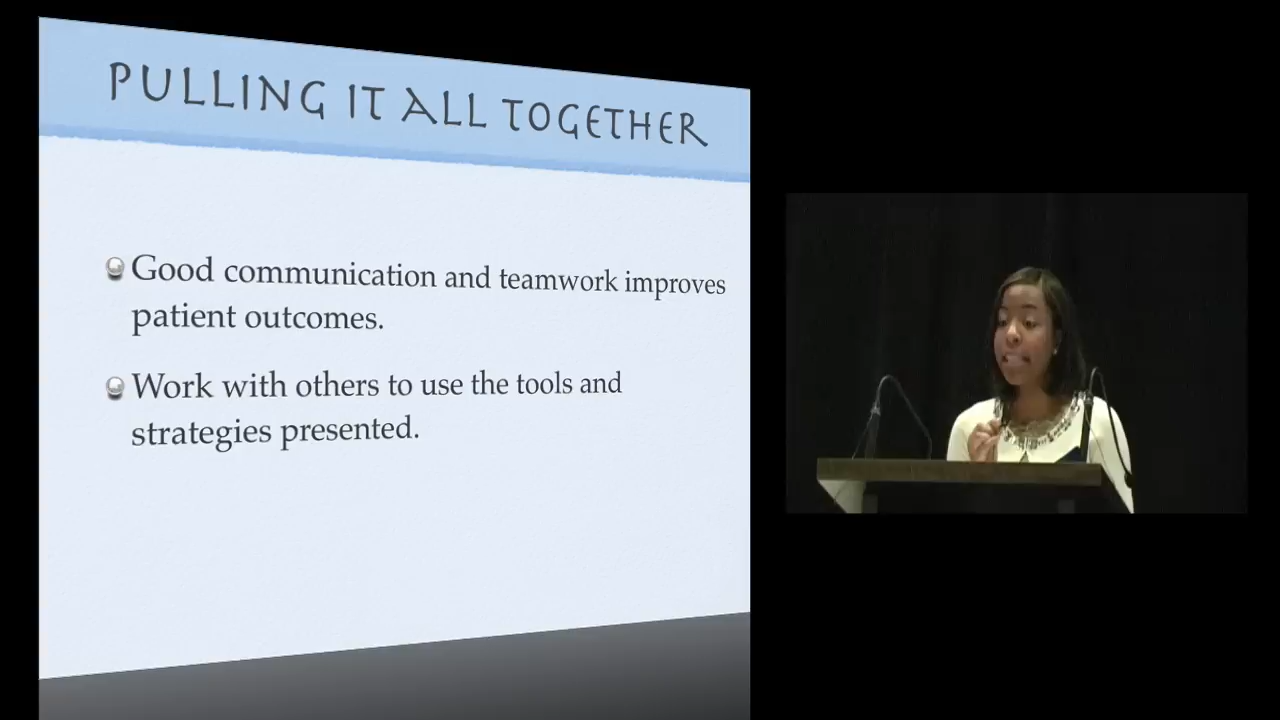 PULLING IT ALL TOGETHER
Good communication and teamwork improves
patient outcomes.
Work with others to use the tools and
strategies presented.